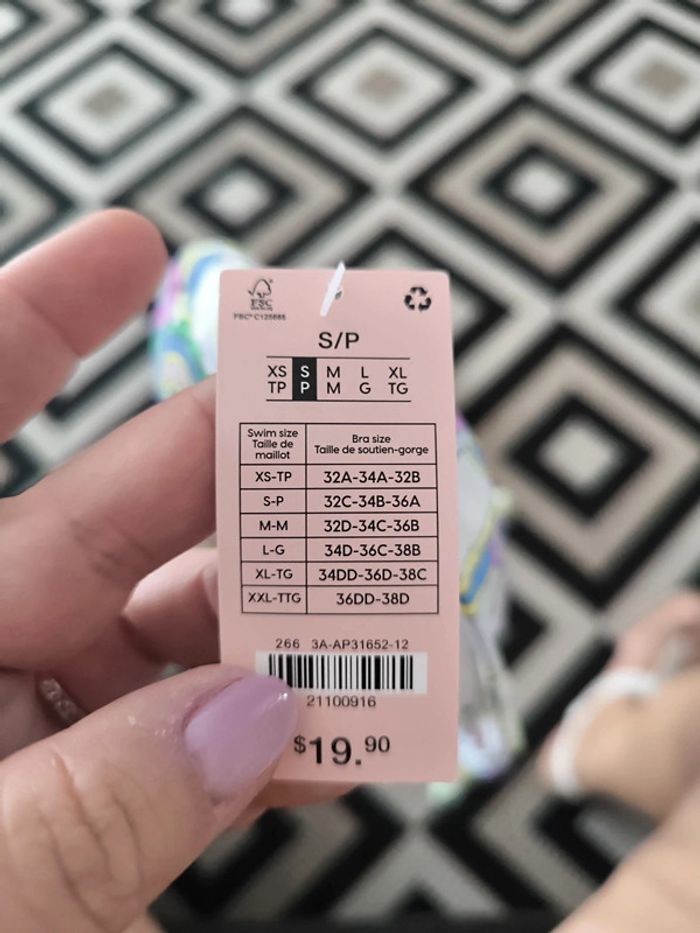 FSC
FSC® C125685
S/P
XS S M L XL
TP P M G TG
Swim size Taille de maillot Bra size Taille de soutien-gorge
XS-TP 32A-34A-32B
S-P 32C-34B-36A
M-M 32D-34C-36B
L-G 34D-36C-38B
XL-TG 34DD-36D-38C
XXL-TTG 36DD-38D
266 3A-AP31652-12
21100916
$19.90